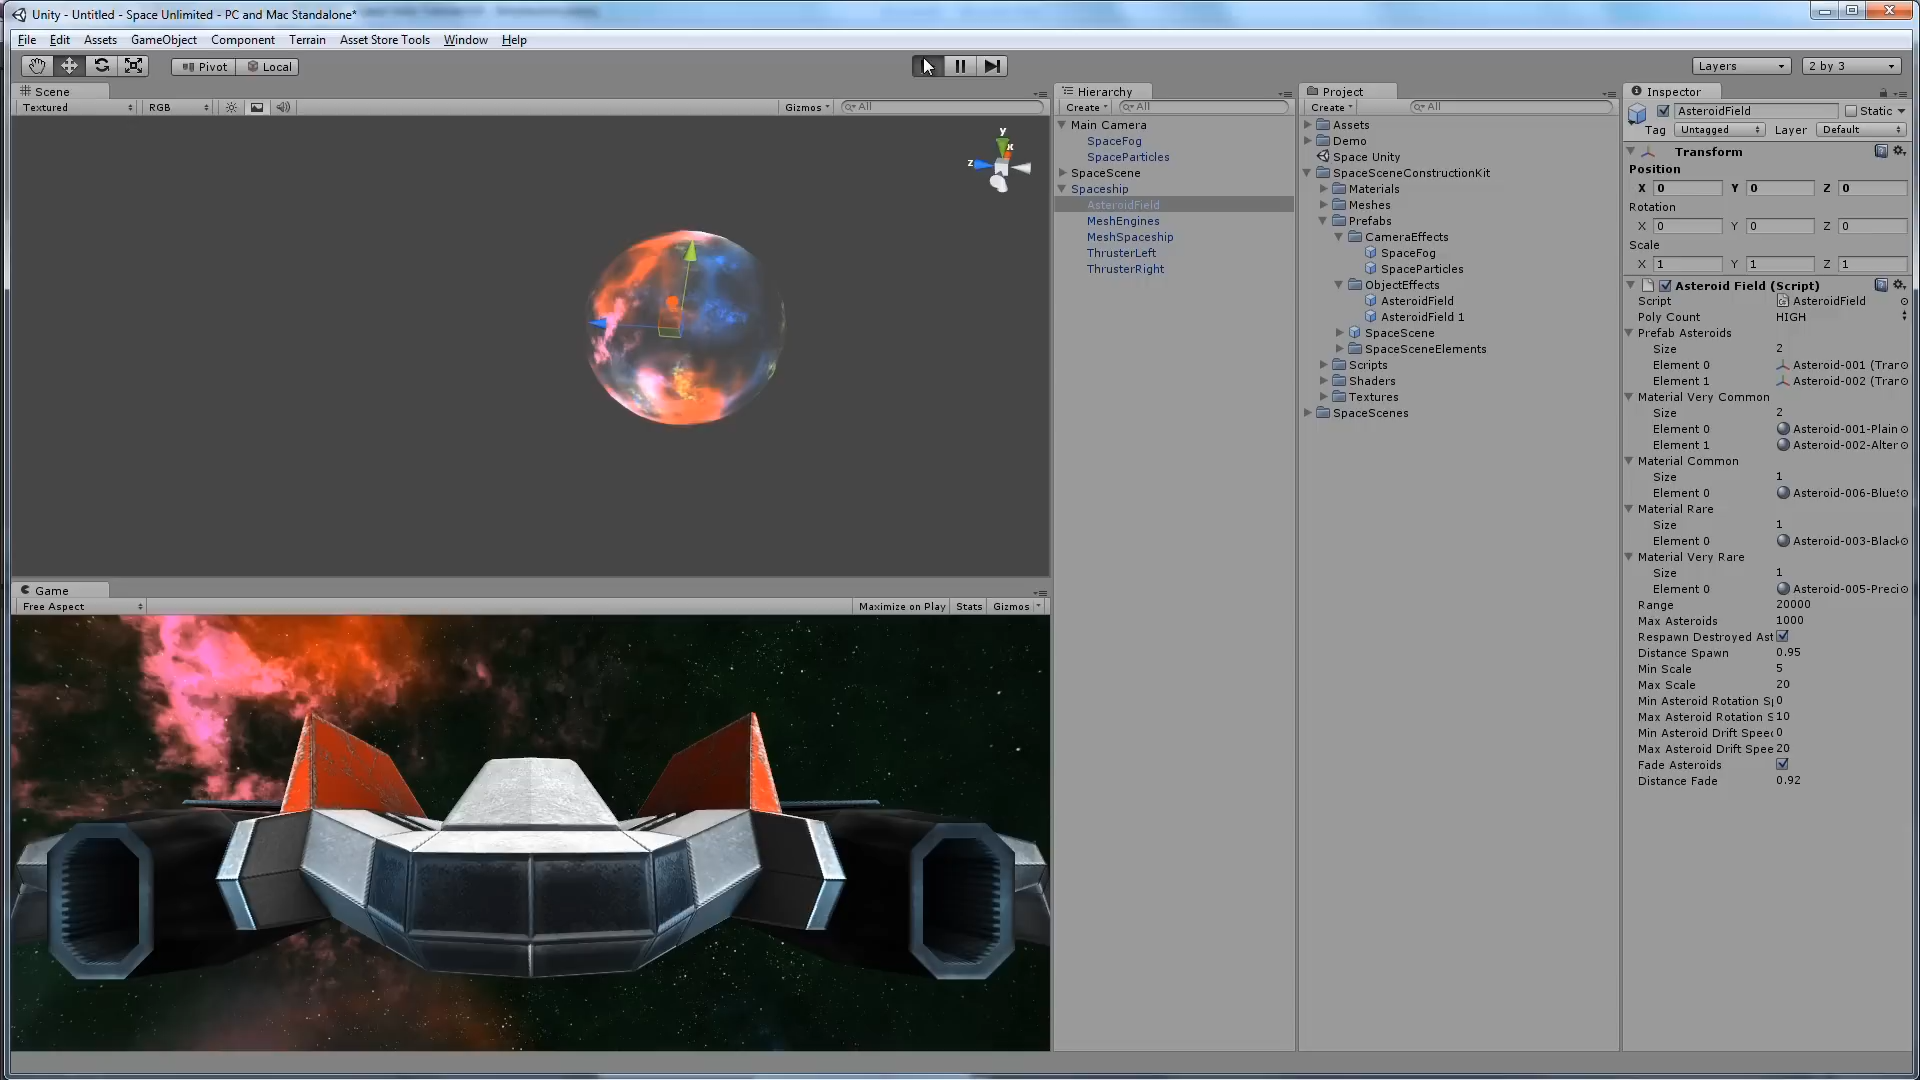 Unity - Untitled - Space Unlimited - PC and Mac Standalone*
File Edit Assets GameObject Component Terrain Asset Store Tools Window Help
Pivot Local Layers 2 by 3
Scene
Textured RGB Gizmos All
y
x
z
Game
Free Aspect Maximize on Play Stats Gizmos
Hierarchy
Create All
Main Camera
SpaceFog
SpaceParticles
SpaceScene
Spaceship
AsteroidField
MeshEngines
MeshSpaceship
ThrusterLeft
ThrusterRight
Project
Create All
Assets
Demo
Space Unity
SpaceSceneConstructionKit
Materials
Meshes
Prefabs
CameraEffects
SpaceFog
SpaceParticles
ObjectEffects
AsteroidField
AsteroidField 1
SpaceScene
SpaceSceneElements
Scripts
Shaders
Textures
SpaceScenes
Inspector
AsteroidField Static
Tag Untagged Layer Default
Transform
Position
X 0 Y 0 Z 0
Rotation
X 0 Y 0 Z 0
Scale
X 1 Y 1 Z 1
Asteroid Field (Script)
Script AsteroidField
Poly Count HIGH
Prefab Asteroids
Size 2
Element 0 Asteroid-001 (Tran
Element 1 Asteroid-002 (Tran
Material Very Common
Size 2
Element 0 Asteroid-001-Plain
Element 1 Asteroid-002-Alter
Material Common
Size 1
Element 0 Asteroid-006-Blue
Material Rare
Size 1
Element 0 Asteroid-003-Black
Material Very Rare
Size 1
Element 0 Asteroid-005-Preci
Range 20000
Max Asteroids 1000
Respawn Destroyed Ast
Distance Spawn 0.95
Min Scale 5
Max Scale 20
Min Asteroid Rotation Sp 0
Max Asteroid Rotation S 10
Min Asteroid Drift Speed 0
Max Asteroid Drift Spee 20
Fade Asteroids
Distance Fade 0.92